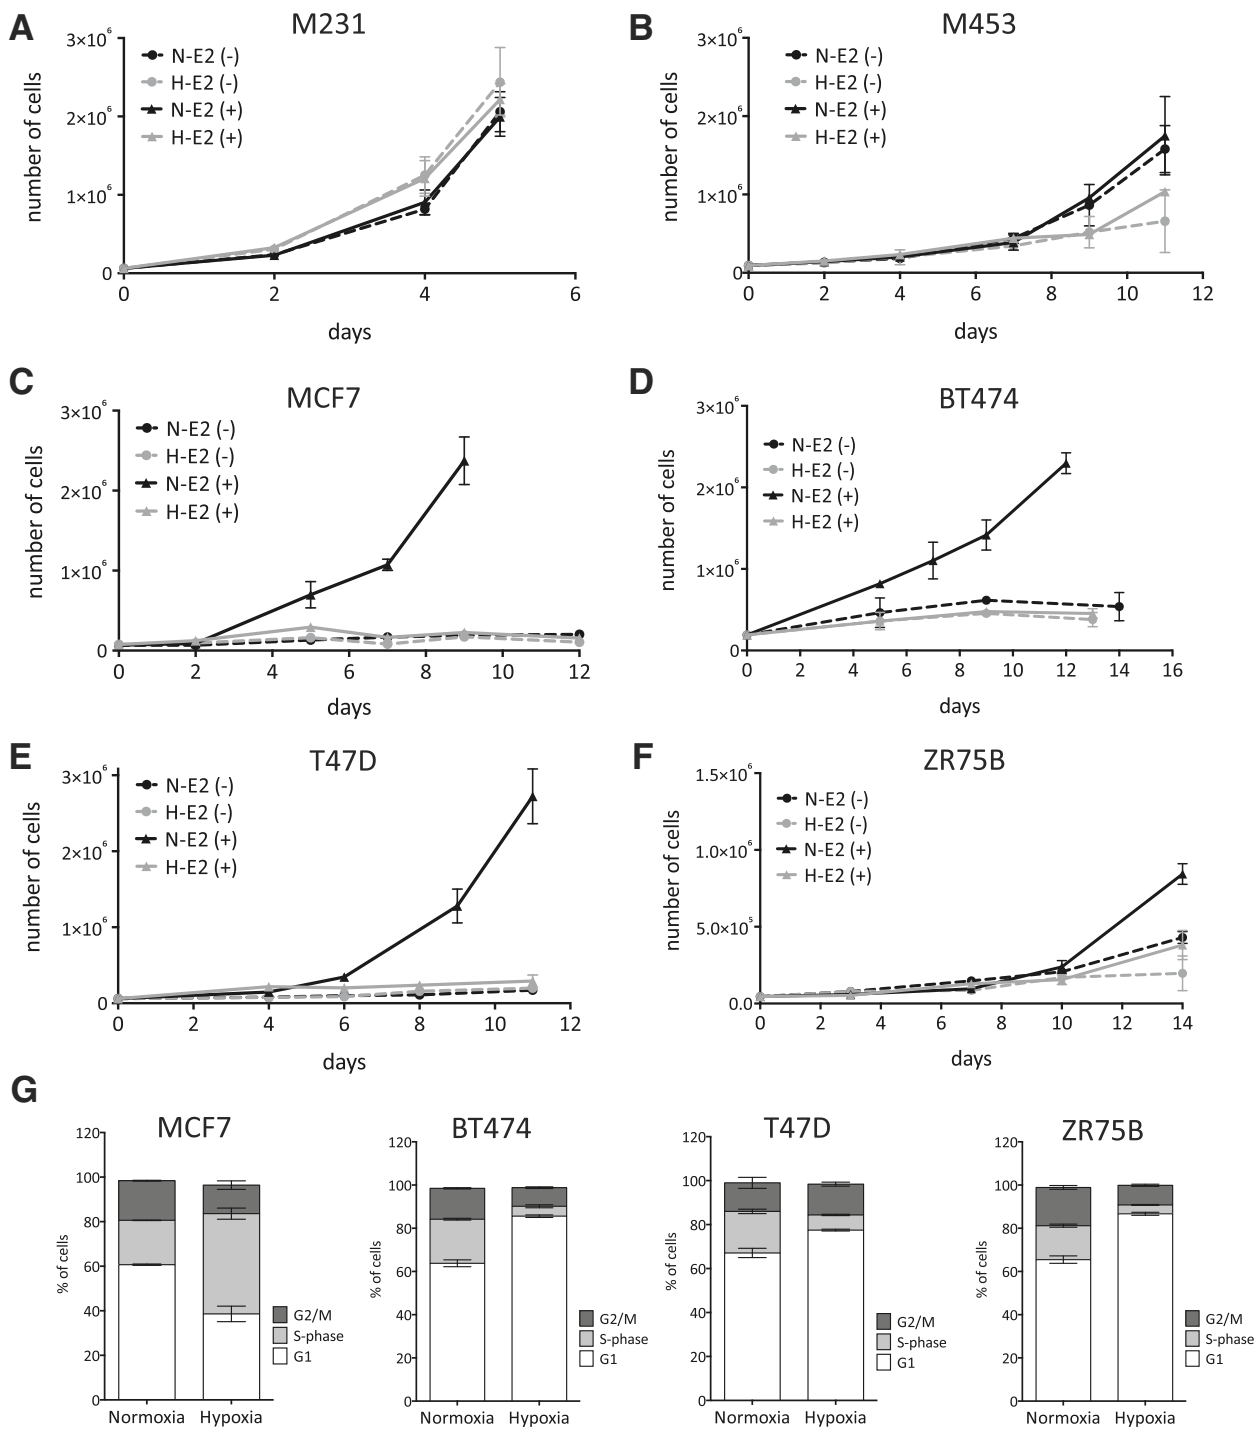 A
M231
3×10⁶
2×10⁶
1×10⁶
0
number of cells
N-E2 (-)
H-E2 (-)
N-E2 (+)
H-E2 (+)
0 2 4 6
days
B
M453
3×10⁶
2×10⁶
1×10⁶
0
number of cells
N-E2 (-)
H-E2 (-)
N-E2 (+)
H-E2 (+)
0 2 4 6 8 10 12
days
C
MCF7
3×10⁶
2×10⁶
1×10⁶
0
number of cells
N-E2 (-)
H-E2 (-)
N-E2 (+)
H-E2 (+)
0 2 4 6 8 10 12
days
D
BT474
3×10⁶
2×10⁶
1×10⁶
0
number of cells
N-E2 (-)
H-E2 (-)
N-E2 (+)
H-E2 (+)
0 2 4 6 8 10 12 14 16
days
E
T47D
3×10⁶
2×10⁶
1×10⁶
0
number of cells
N-E2 (-)
H-E2 (-)
N-E2 (+)
H-E2 (+)
0 2 4 6 8 10 12
days
F
ZR75B
1.5×10⁶
1.0×10⁶
5.0×10⁵
0.0
number of cells
N-E2 (-)
H-E2 (-)
N-E2 (+)
H-E2 (+)
0 2 4 6 8 10 12 14
days
G
MCF7
120
100
80
60
40
20
0
% of cells
G2/M
S-phase
G1
Normoxia Hypoxia
BT474
120
100
80
60
40
20
0
% of cells
G2/M
S-phase
G1
Normoxia Hypoxia
T47D
120
100
80
60
40
20
0
% of cells
G2/M
S-phase
G1
Normoxia Hypoxia
ZR75B
120
100
80
60
40
20
0
% of cells
G2/M
S-phase
G1
Normoxia Hypoxia